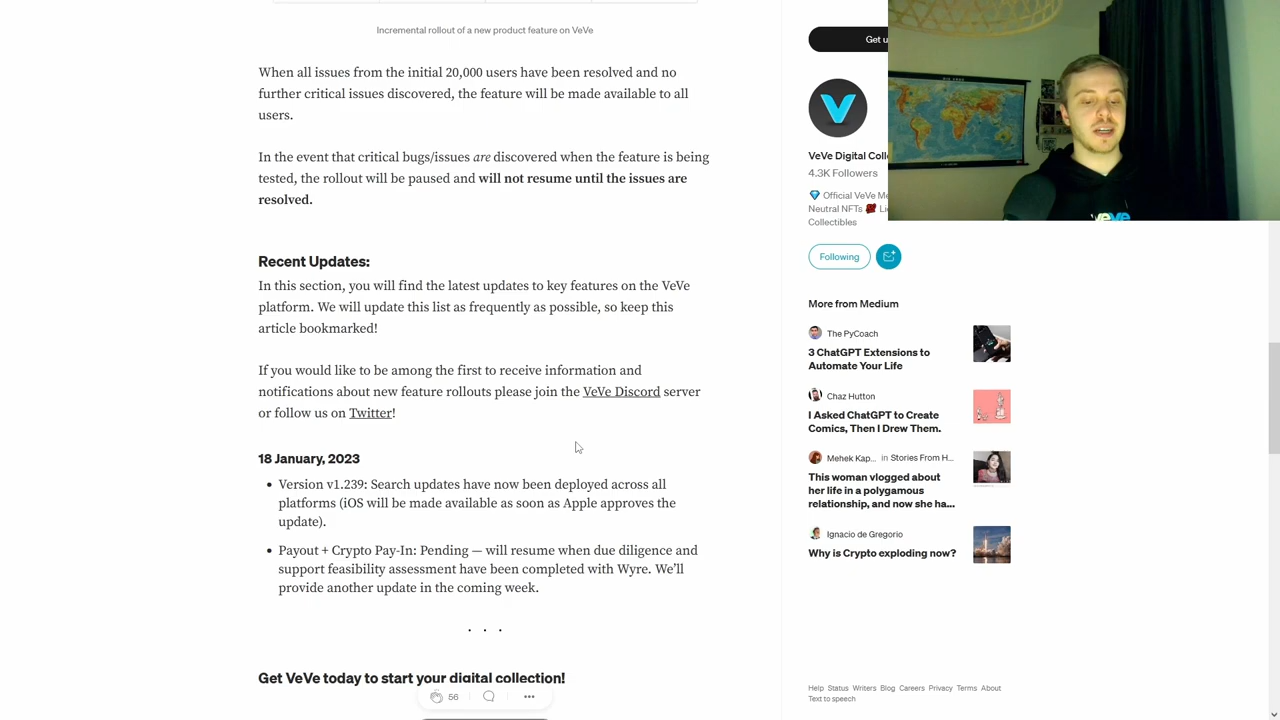 Incremental rollout of a new product feature on VeVe
When all issues from the initial 20,000 users have been resolved and no
further critical issues discovered, the feature will be made available to all
users.
In the event that critical bugs/issues are discovered when the feature is being
tested, the rollout will be paused and will not resume until the issues are
resolved.
Recent Updates:
In this section, you will find the latest updates to key features on the VeVe
platform. We will update this list as frequently as possible, so keep this
article bookmarked!
If you would like to be among the first to receive information and
notifications about new feature rollouts please join the VeVe Discord server
or follow us on Twitter!
18 January, 2023
• Version v1.239: Search updates have now been deployed across all
platforms (iOS will be made available as soon as Apple approves the
update).
• Payout + Crypto Pay-In: Pending — will resume when due diligence and
support feasibility assessment have been completed with Wyre. We'll
provide another update in the coming week.
. . .
Get VeVe today to start your digital collection!
56
Get
VeVe Digital
4.3K Followers
Official VeVe
Neutral NFTs
Collectibles
Following
More from Medium
The PyCoach
3 ChatGPT Extensions to
Automate Your Life
Chaz Hutton
I Asked ChatGPT to Create
Comics, Then I Drew Them.
Mehek Kap... in Stories From H...
This woman vlogged about
her life in a polygamous
relationship, and now she ha...
Ignacio de Gregorio
Why is Crypto exploding now?
Help Status Writers Blog Careers Privacy Terms About
Text to speech
veve